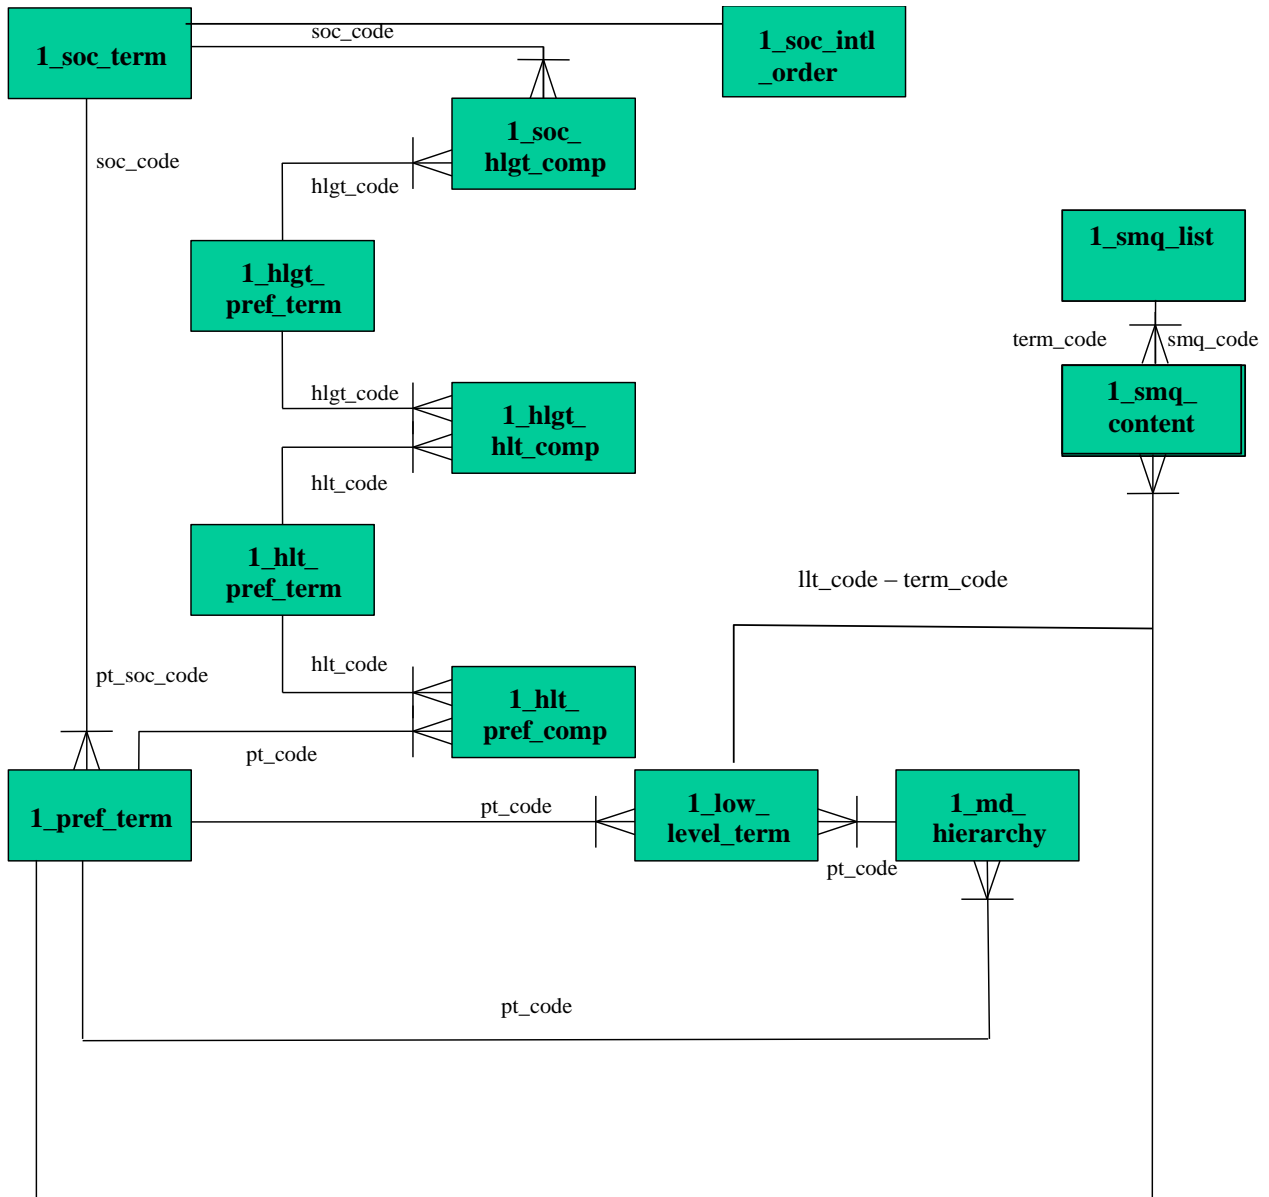 soc_code
1_soc_term
1_soc_intl
_order
1_soc_
hlgt_comp
soc_code
hlgt_code
1_smq_list
1_hlgt_
pref_term
term_code
smq_code
hlgt_code
1_hlgt_
hlt_comp
1_smq_
content
hlt_code
1_hlt_
pref_term
llt_code – term_code
hlt_code
pt_soc_code
1_hlt_
pref_comp
pt_code
1_pref_term
pt_code
1_low_
level_term
1_md_
hierarchy
pt_code
pt_code